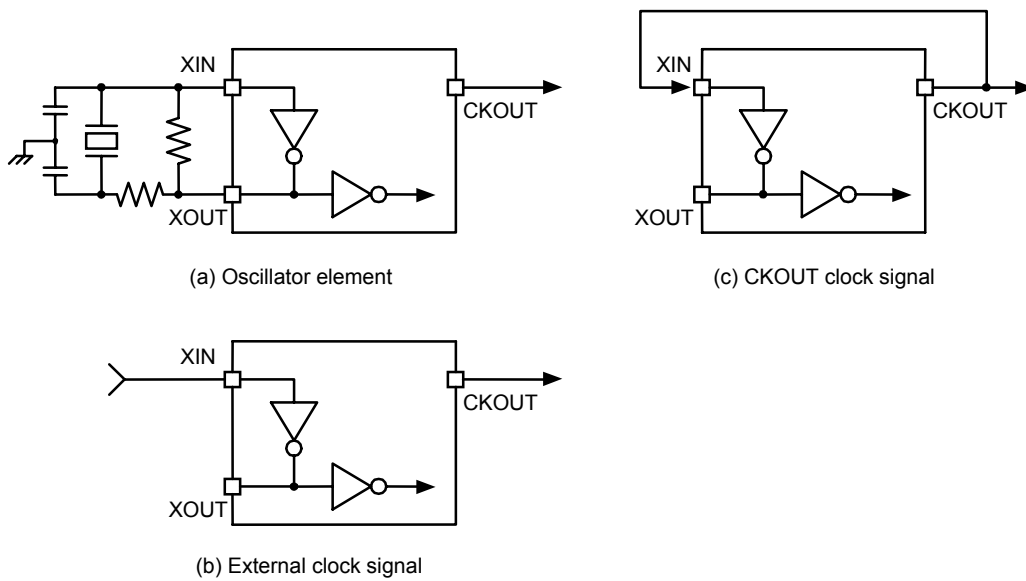 XIN
CKOUT
XOUT
(a) Oscillator element
XIN
CKOUT
XOUT
(c) CKOUT clock signal
XIN
CKOUT
XOUT
(b) External clock signal